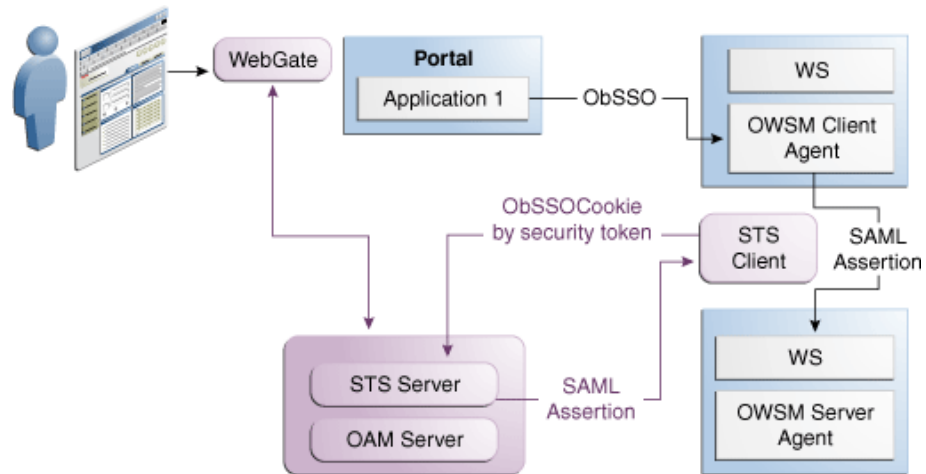 WebGate
Portal
Application 1
ObSSO
WS
OWSM Client
Agent
ObSSOCookie
by security token
STS
Client
SAML
Assertion
STS Server
OAM Server
SAML
Assertion
WS
OWSM Server
Agent